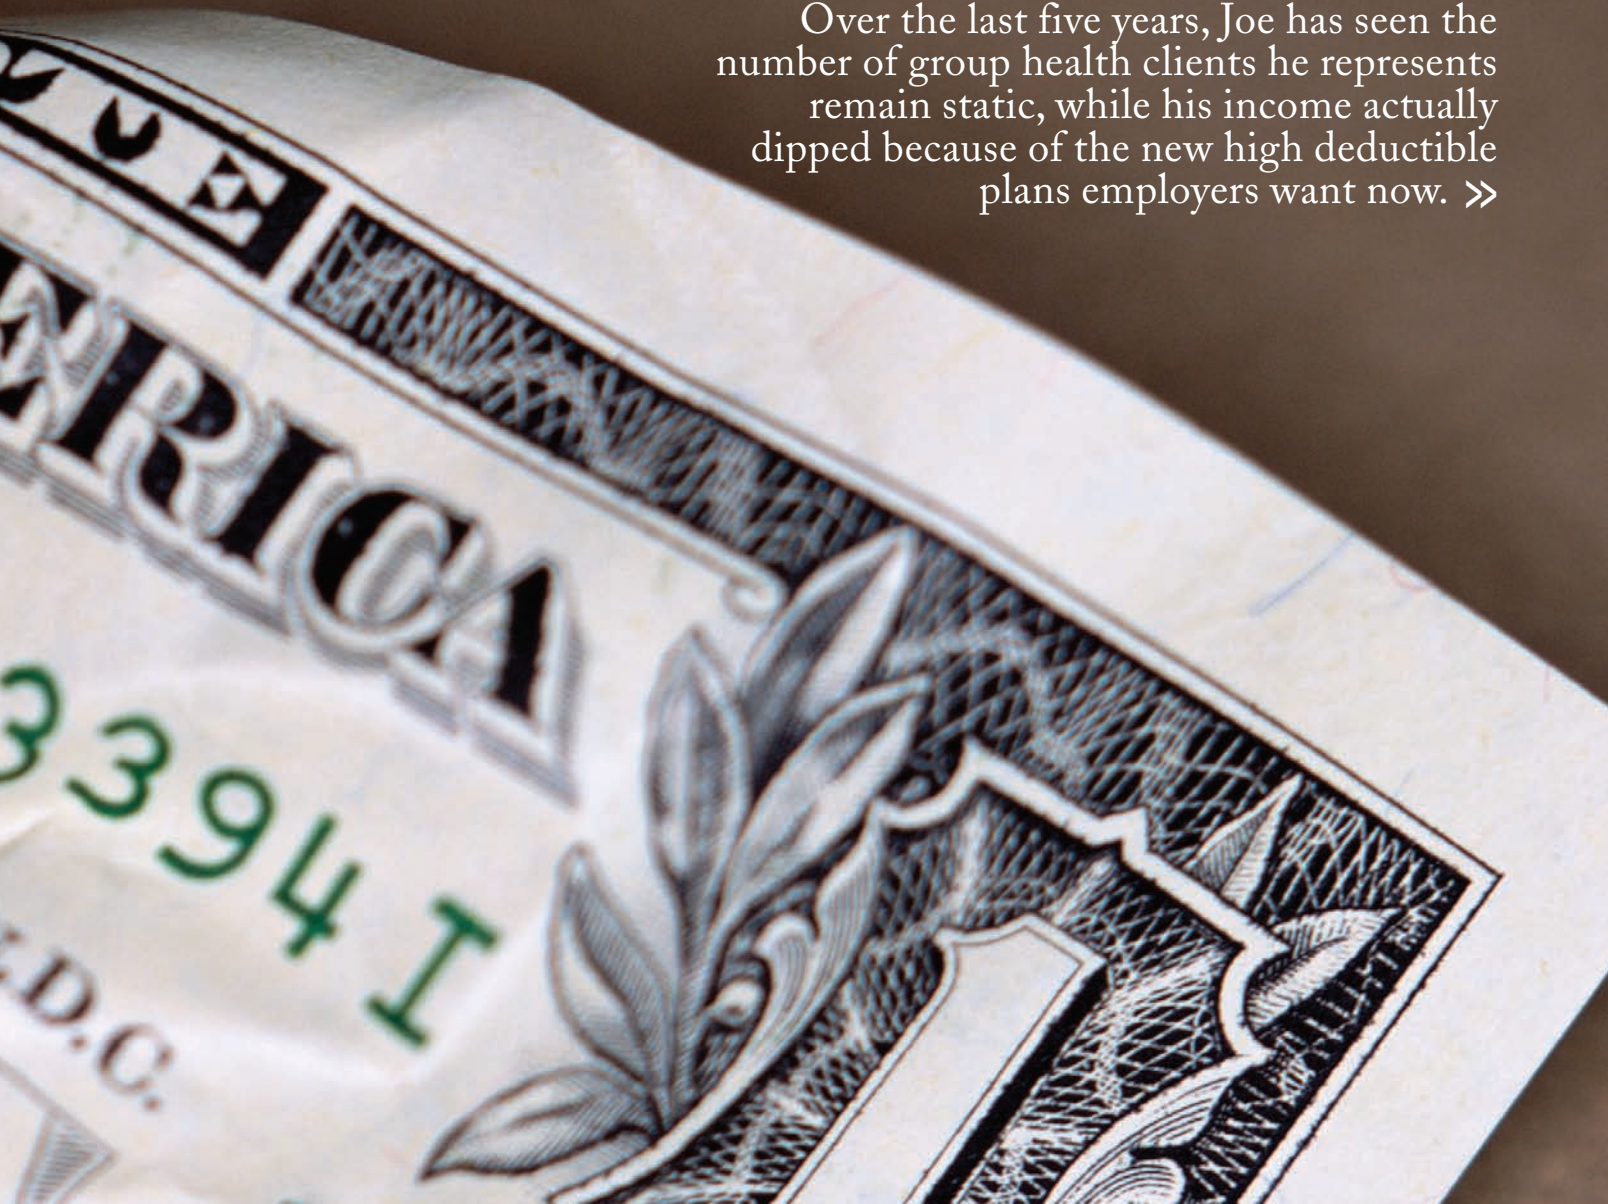 Over the last five years, Joe has seen the
number of group health clients he represents
remain static, while his income actually
dipped because of the new high deductible
plans employers want now. »
ERICA
3394 I
D.C.